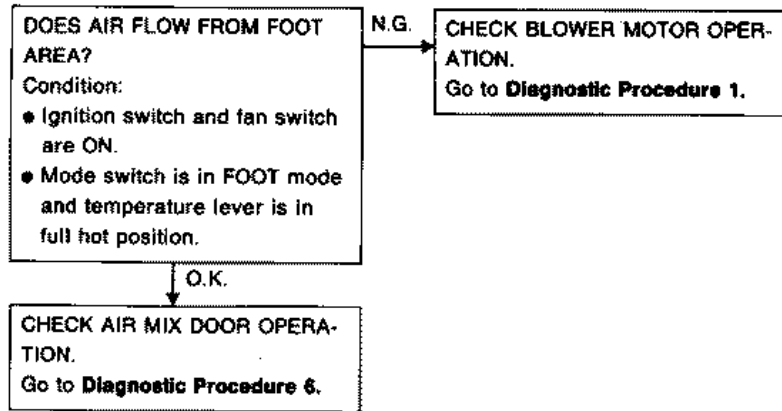 DOES AIR FLOW FROM FOOT
AREA?
Condition:
● Ignition switch and fan switch
are ON.
● Mode switch is in FOOT mode
and temperature lever is in
full hot position.
N.G.
CHECK BLOWER MOTOR OPER-
ATION.
Go to Diagnostic Procedure 1.
O.K.
CHECK AIR MIX DOOR OPERA-
TION.
Go to Diagnostic Procedure 6.